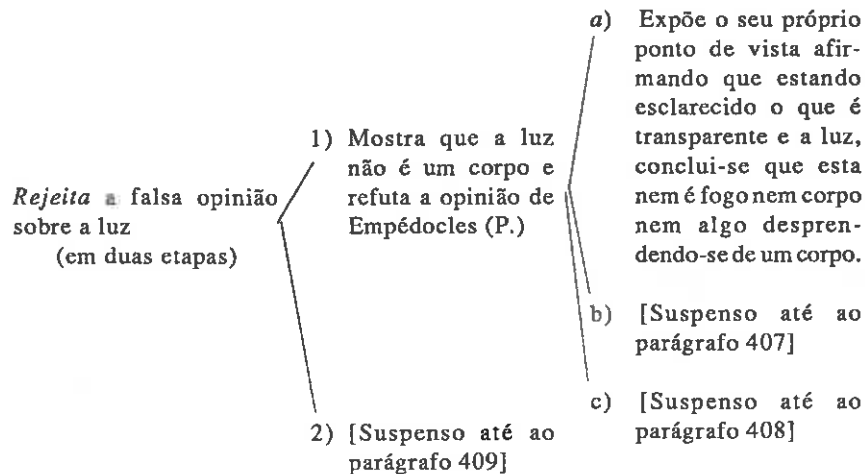 Rejeita a falsa opinião
sobre a luz
(em duas etapas)
1) Mostra que a luz
não é um corpo e
refuta a opinião de
Empédocles (P.)
2) [Suspenso até ao
parágrafo 409]
a) Expõe o seu próprio
ponto de vista afir-
mando que estando
esclarecido o que é
transparente e a luz,
conclui-se que esta
nem é fogo nem corpo
nem algo despren-
dendo-se de um corpo.
b) [Suspenso até ao
parágrafo 407]
c) [Suspenso até ao
parágrafo 408]